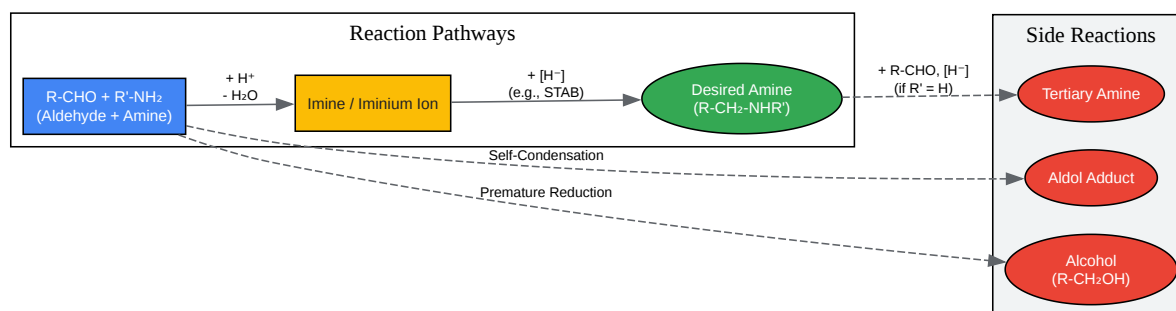 Reaction Pathways
R-CHO + R'-NH₂
(Aldehyde + Amine)
+ H⁺
- H₂O
Imine / Iminium Ion
+ [H⁻]
(e.g., STAB)
Desired Amine
(R-CH₂-NHR')
+ R-CHO, [H⁻]
(if R' = H)
Side Reactions
Tertiary Amine
Self-Condensation
Aldol Adduct
Premature Reduction
Alcohol
(R-CH₂OH)